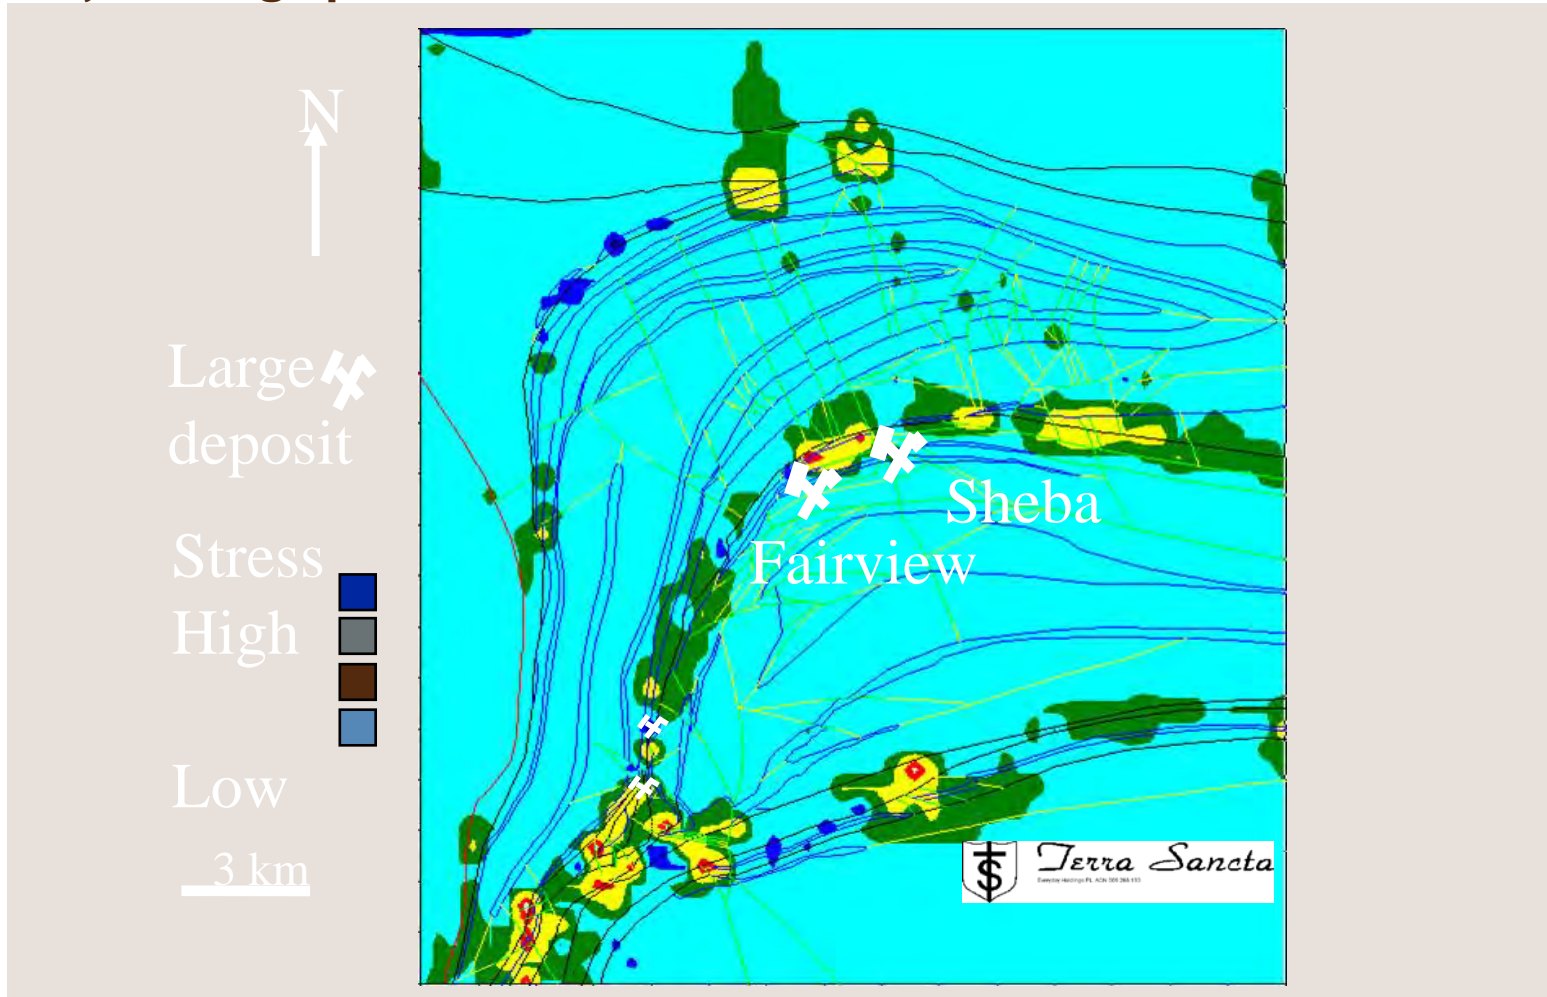 N
Large
deposit
Stress
High
Low
3 km
Sheba
Fairview
Terra Sancta